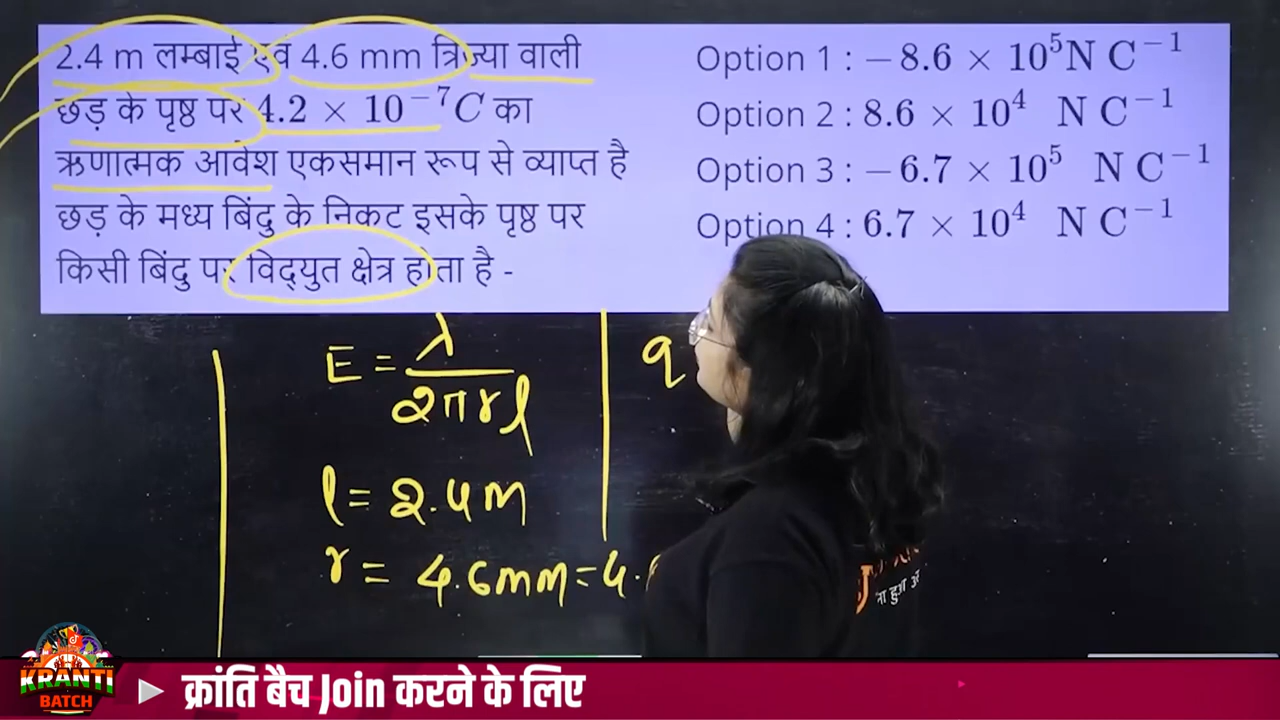 2.4 m लम्बाई एवं 4.6 mm त्रिज्या वाली
छड़ के पृष्ठ पर 4.2 × 10⁻⁷C का
ऋणात्मक आवेश एकसमान रूप से व्याप्त है
छड़ के मध्य बिंदु के निकट इसके पृष्ठ पर
किसी बिंदु पर विद्युत क्षेत्र होता है -
Option 1 : − 8.6 × 10⁵N C⁻¹
Option 2 : 8.6 × 10⁴ N C⁻¹
Option 3 : − 6.7 × 10⁵ N C⁻¹
Option 4 : 6.7 × 10⁴ N C⁻¹
E = λ / 2πrl
l = 2.4m
r = 4.6mm = 4.
q
KRANTI
BATCH
क्रांति बैच Join करने के लिए